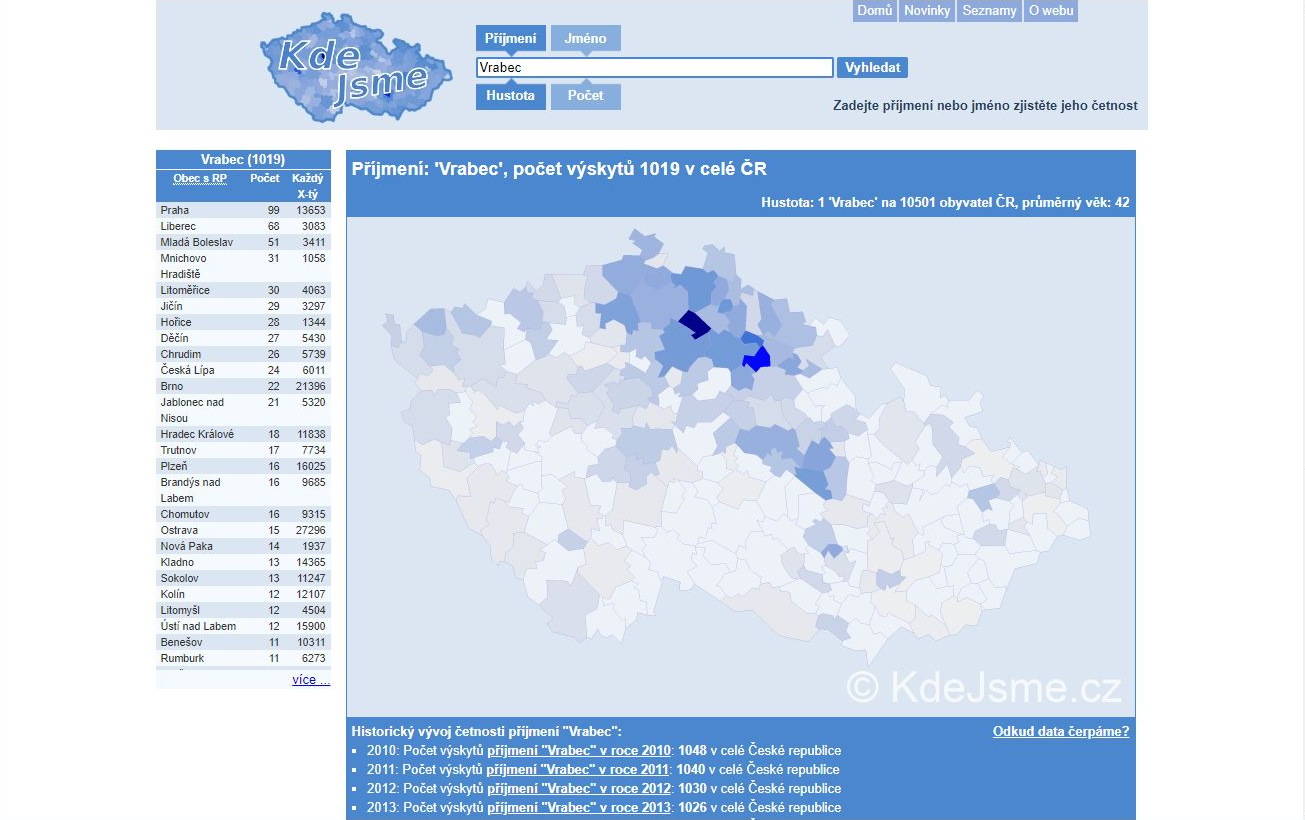 Domů Novinky Seznamy O webu
Kde
Jsme
Příjmení Jméno
Vrabec Vyhledat
Hustota Počet
Zadejte příjmení nebo jméno zjistěte jeho četnost
Vrabec (1019)
Obec s RP Počet Každý
X-tý
Praha 99 13653
Liberec 68 3083
Mladá Boleslav 51 3411
Mnichovo 31 1058
Hradiště
Litoměřice 30 4063
Jičín 29 3297
Hořice 28 1344
Děčín 27 5430
Chrudim 26 5739
Česká Lípa 24 6011
Brno 22 21396
Jablonec nad 21 5320
Nisou
Hradec Králové 18 11838
Trutnov 17 7734
Plzeň 16 16025
Brandýs nad 16 9685
Labem
Chomutov 16 9315
Ostrava 15 27296
Nová Paka 14 1937
Kladno 13 14365
Sokolov 13 11247
Kolín 12 12107
Litomyšl 12 4504
Ústí nad Labem 12 15900
Benešov 11 10311
Rumburk 11 6273
více ...
Příjmení: 'Vrabec', počet výskytů 1019 v celé ČR
Hustota: 1 'Vrabec' na 10501 obyvatel ČR, průměrný věk: 42
© KdeJsme.cz
Historický vývoj četnosti příjmení "Vrabec": Odkud data čerpáme?
2010: Počet výskytů příjmení "Vrabec" v roce 2010: 1048 v celé České republice
2011: Počet výskytů příjmení "Vrabec" v roce 2011: 1040 v celé České republice
2012: Počet výskytů příjmení "Vrabec" v roce 2012: 1030 v celé České republice
2013: Počet výskytů příjmení "Vrabec" v roce 2013: 1026 v celé České republice